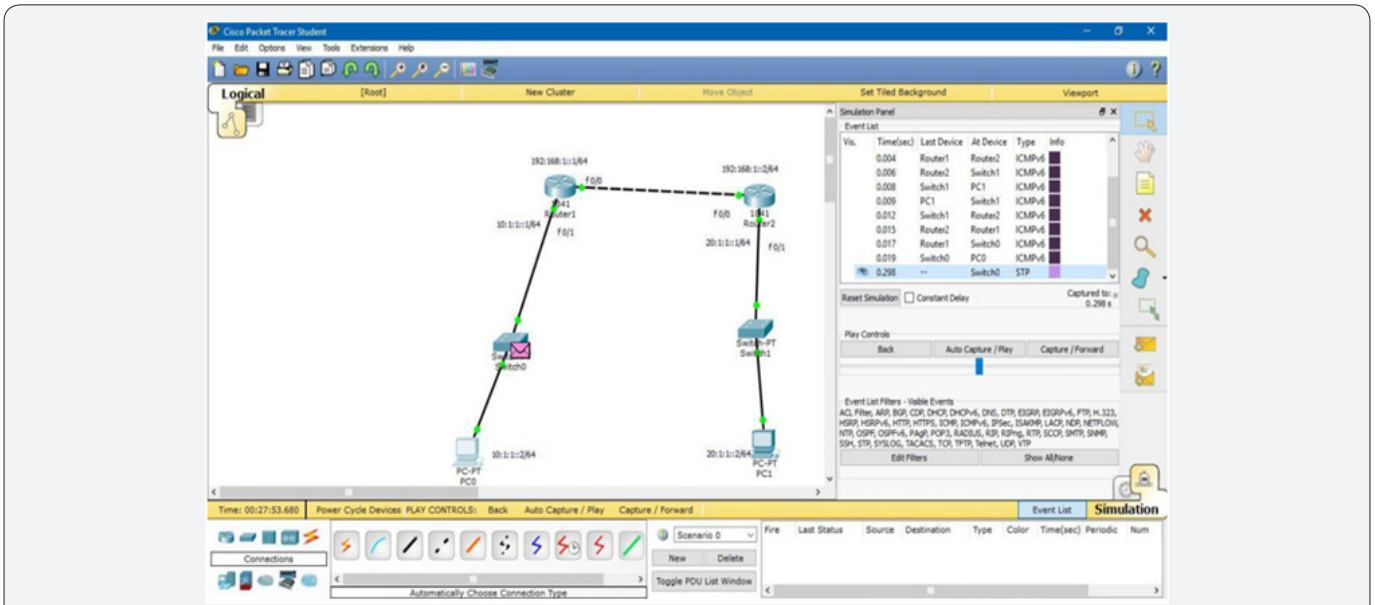 Cisco Packet Tracer Student
File Edit Options View Tools Extensions Help
Logical [Root] New Cluster Move Object Set Tiled Background Viewport
Simulation Panel
Event List
Vis. Time(sec) Last Device At Device Type Info
0.004 Router1 Router2 ICMPv6
0.006 Router2 Switch1 ICMPv6
0.008 Switch1 PC1 ICMPv6
0.009 PC1 Switch1 ICMPv6
0.012 Switch1 Router2 ICMPv6
0.015 Router2 Router1 ICMPv6
0.017 Router1 Switch0 ICMPv6
0.019 Switch0 PC0 ICMPv6
0.298 -- Switch0 STP
Reset Simulation Constant Delay Captured to:
0.298 s
Play Controls
Back Auto Capture / Play Capture / Forward
Event List Filters - Visible Events
ACL Filter, ARP, BGP, CDP, DHCP, DHCPv6, DNS, DTP, EIGRP, EIGRPv6, FTP, H.323,
HSRP, HSRPv6, HTTP, HTTPS, ICMP, ICMPv6, IPSec, ISAKMP, LACP, NDP, NETFLOW,
NTP, OSPF, OSPFv6, PAgP, POP3, RADIUS, RIP, RIPng, RTP, SCCP, SMTP, SNMP,
SSH, STP, SYSLOG, TACACS, TCP, TFTP, Telnet, UDP, VTP
Edit Filters Show All/None
192:168:1::1/64
192:168:1::2/64
f 0/0
1841
Router1
10:1:1::1/64
f 0/1
f 0/0
1841
Router2
20:1:1::1/64
f 0/1
Switch0
Switch-PT
Switch1
10:1:1::2/64
PC-PT
PC0
20:1:1::2/64
PC-PT
PC1
Time: 00:27:53.680 Power Cycle Devices PLAY CONTROLS: Back Auto Capture / Play Capture / Forward Event List Simulation
Connections
Automatically Choose Connection Type
Scenario 0
New Delete
Toggle PDU List Window
Fire Last Status Source Destination Type Color Time(sec) Periodic Num